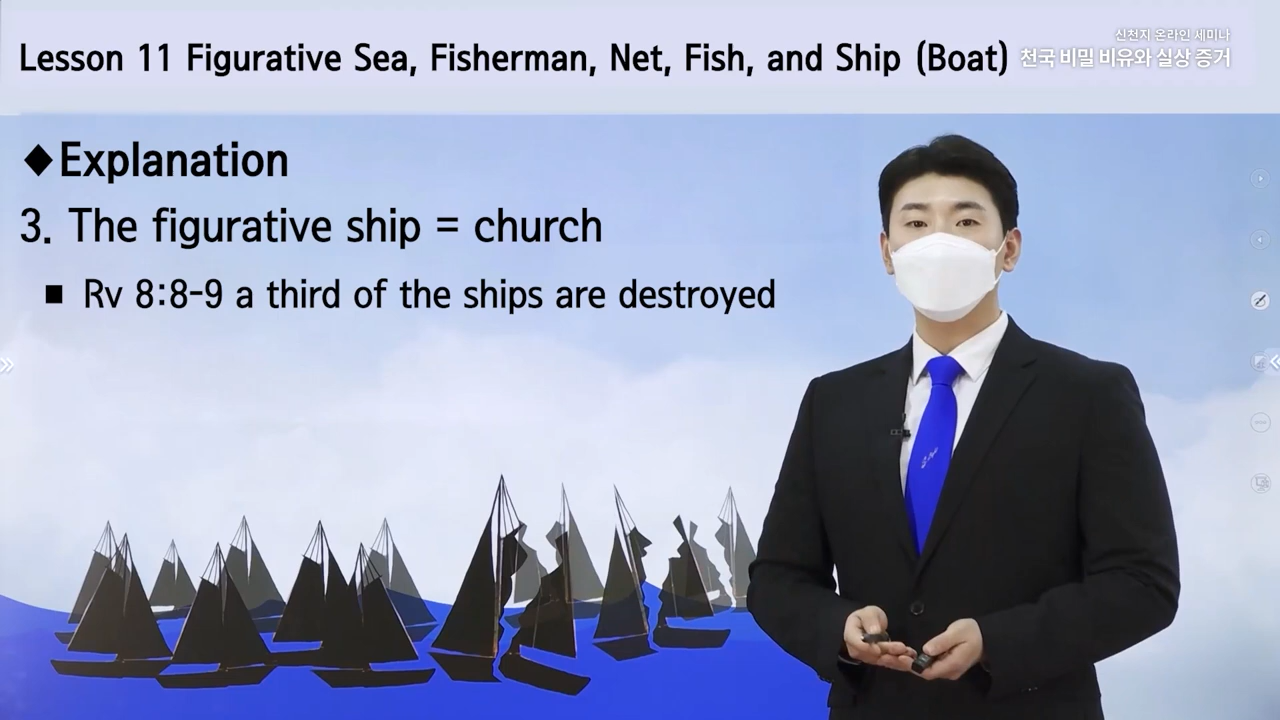 Lesson 11 Figurative Sea, Fisherman, Net, Fish, and Ship (Boat)
신천지 온라인 세미나
천국 비밀 비유와 실상 증거
◆Explanation
3. The figurative ship = church
■ Rv 8:8-9 a third of the ships are destroyed